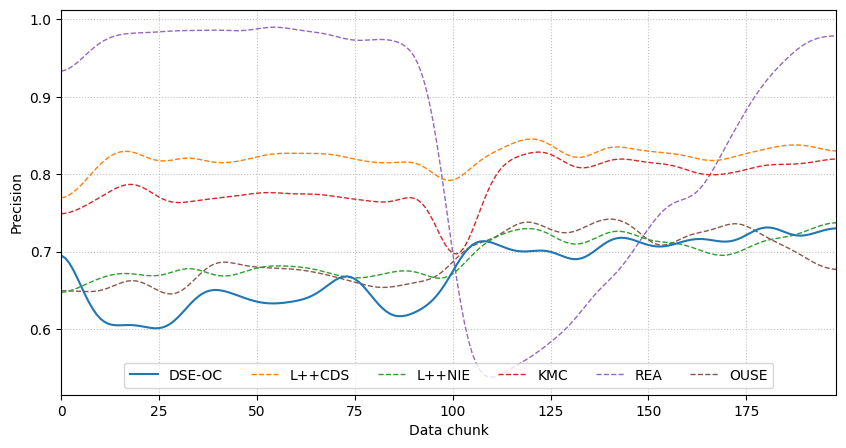 1.0
0.9
0.8
0.7
0.6
Precision
DSE-OC L++CDS L++NIE KMC REA OUSE
0 25 50 75 100 125 150 175
Data chunk